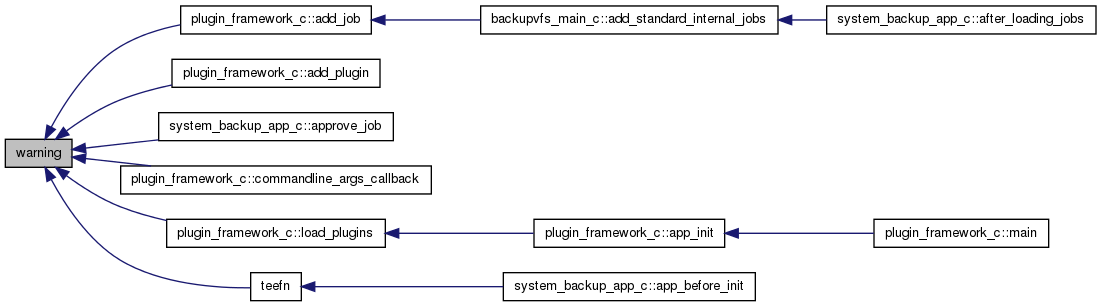 plugin_framework_c::add_job
backupvfs_main_c::add_standard_internal_jobs
system_backup_app_c::after_loading_jobs
plugin_framework_c::add_plugin
system_backup_app_c::approve_job
warning
plugin_framework_c::commandline_args_callback
plugin_framework_c::load_plugins
plugin_framework_c::app_init
plugin_framework_c::main
teefn
system_backup_app_c::app_before_init